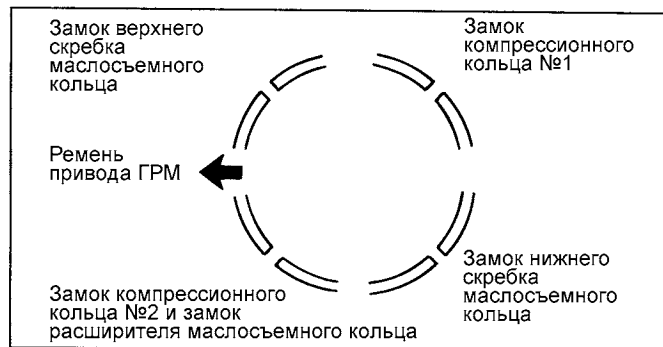 Замок верхнего
скребка
маслосъемного
кольца
Замок
компрессионного
кольца №1
Ремень
привода ГРМ
Замок компрессионного
кольца №2 и замок
расширителя маслосъемного кольца
Замок нижнего
скребка
маслосъемного
кольца